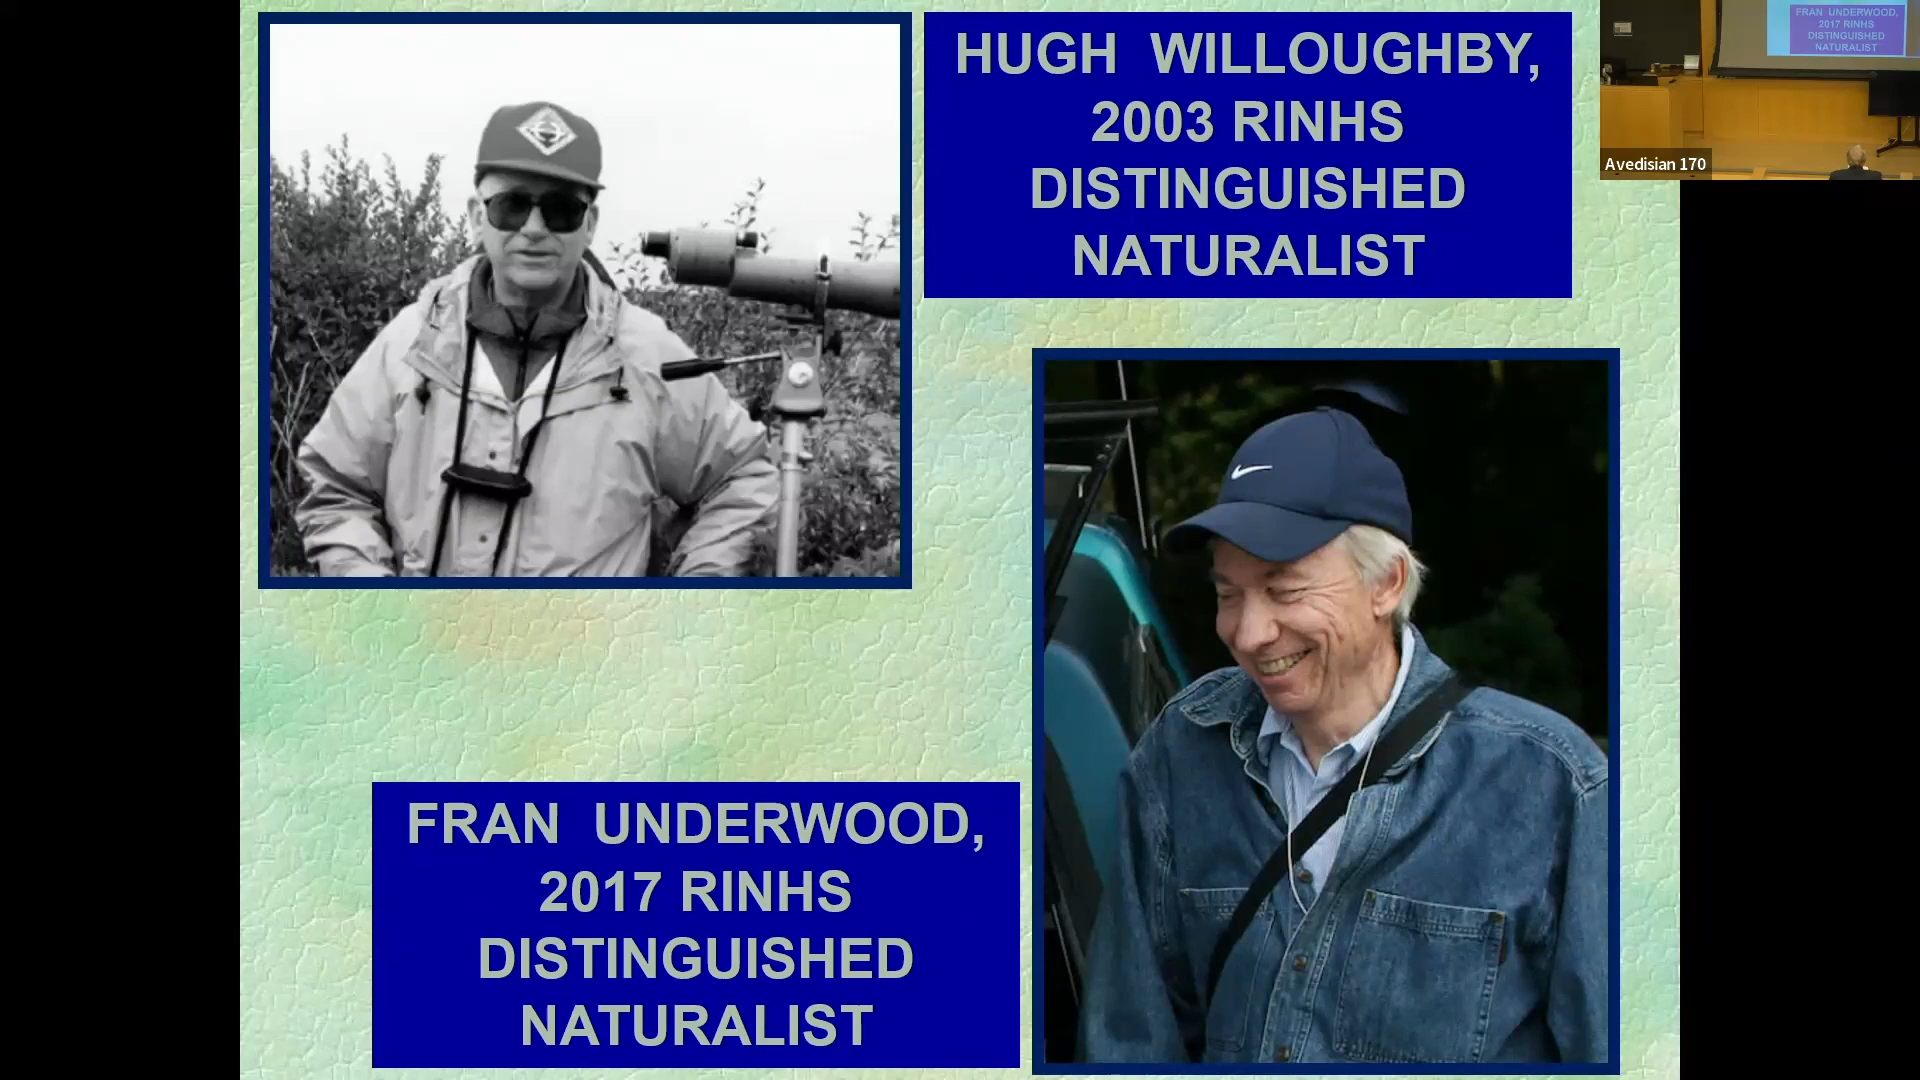 HUGH WILLOUGHBY,
2003 RINHS
DISTINGUISHED
NATURALIST
FRAN UNDERWOOD,
2017 RINHS
DISTINGUISHED
NATURALIST
FRAN UNDERWOOD,
2017 RINHS
DISTINGUISHED
NATURALIST
Avedisian 170